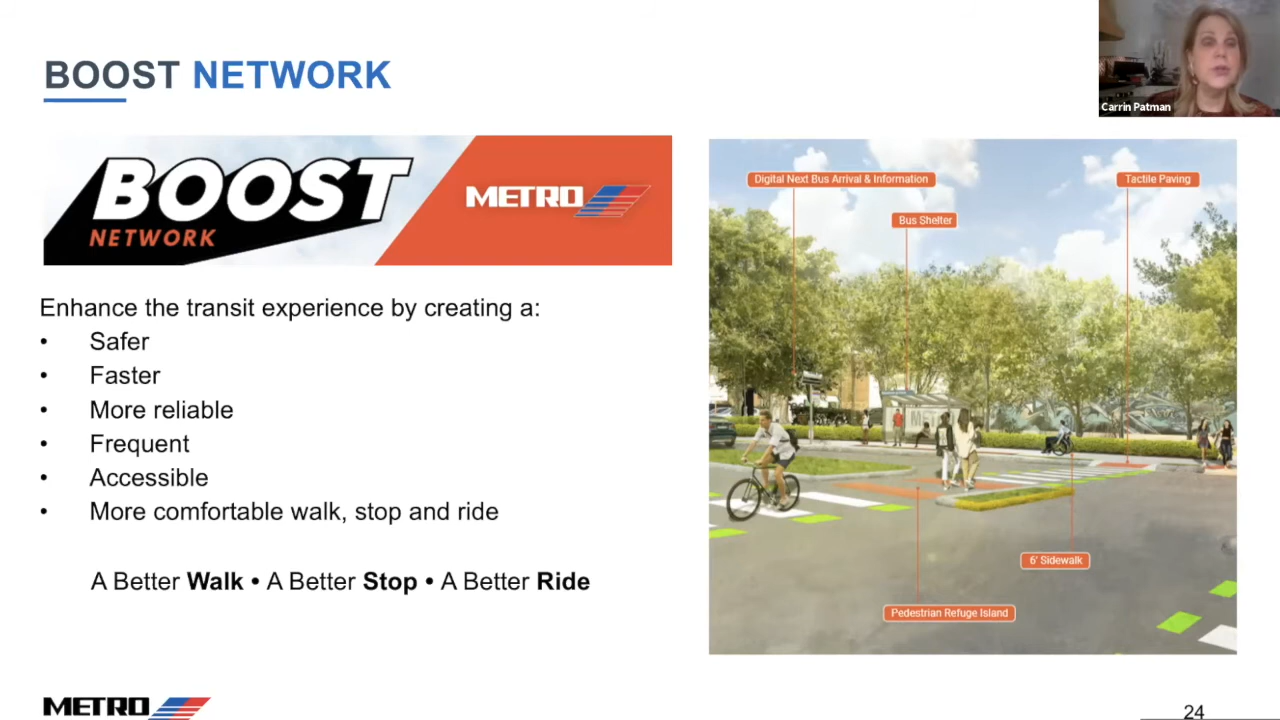 BOOST NETWORK
Carrin Patman
BOOST
NETWORK
METRO
Enhance the transit experience by creating a:
• Safer
• Faster
• More reliable
• Frequent
• Accessible
• More comfortable walk, stop and ride
A Better Walk • A Better Stop • A Better Ride
Digital Next Bus Arrival & Information
Tactile Paving
Bus Shelter
6' Sidewalk
Pedestrian Refuge Island
METRO
24